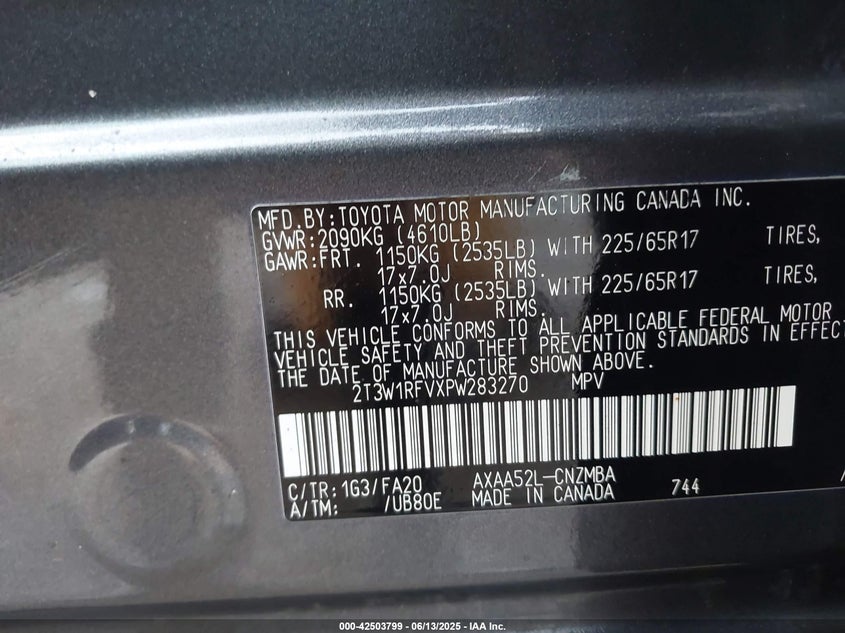 MFD.BY:TOYOTA MOTOR MANUFACTURING CANADA INC.
GVWR:2090KG (4610LB)
GAWR:FRT. 1150KG (2535LB) WITH 225/65R17 TIRES,
17x7.0J RIMS.
RR. 1150KG (2535LB) WITH 225/65R17 TIRES,
17x7.0J RIMS.
THIS VEHICLE CONFORMS TO ALL APPLICABLE FEDERAL MOTOR
VEHICLE SAFETY AND THEFT PREVENTION STANDARDS IN EFFECT
THE DATE OF MANUFACTURE SHOWN ABOVE.
2T3W1RFVXPW283270 MPV
C/TR:1G3/FA20 AXAA52L-CNZMBA
A/TM: /UB80E MADE IN CANADA 744
000-42503799 - 06/13/2025 - IAA Inc.